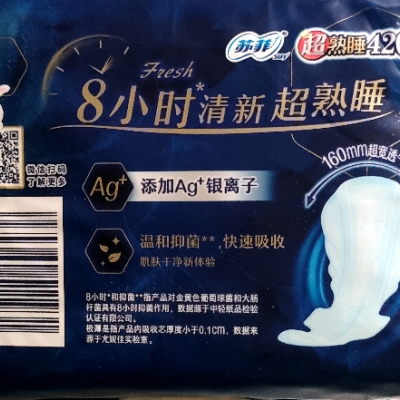 苏菲
Sofy
超熟睡420
Fresh
8小时*清新超熟睡
160mm超宽透气
微信扫码
了解更多
Ag+
添加Ag+银离子
温和抑菌**,快速吸收
肌肤干净新体验
8小时*和抑菌**指产品对金黄色葡萄球菌和大肠
杆菌具有8小时抑菌作用,数据源于中轻纸品检验
认证有限公司。
极薄是指产品内吸收芯厚度小于0.1cm,数据来
源于尤妮佳实验室。